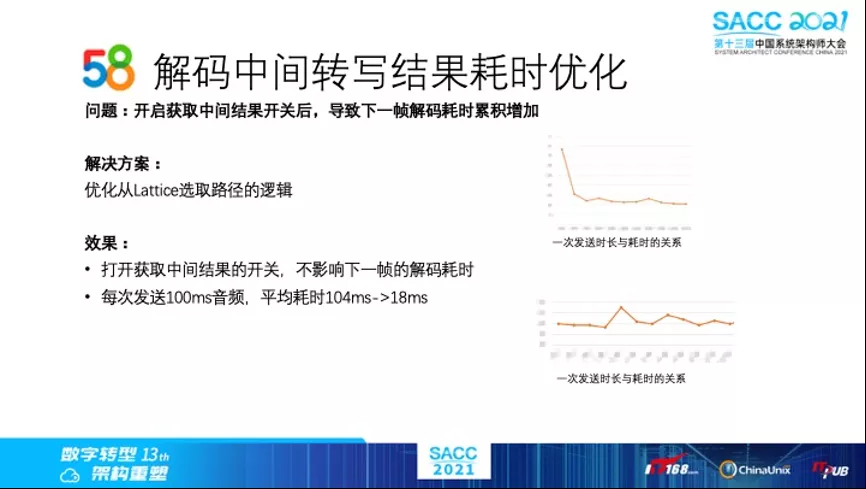 SACC 2021
第十三届中国系统架构师大会
SYSTEM ARCHITECT CONFERENCE CHINA 2021
58 解码中间转写结果耗时优化
问题：开启获取中间结果开关后，导致下一帧解码耗时累积增加
解决方案：
优化从Lattice选取路径的逻辑
效果：
• 打开获取中间结果的开关，不影响下一帧的解码耗时
• 每次发送100ms音频，平均耗时104ms->18ms
一次发送时长与耗时的关系
一次发送时长与耗时的关系
数字转型 13th
架构重塑
SACC
2021
IT168.com
ChinaUnix
ITPUB